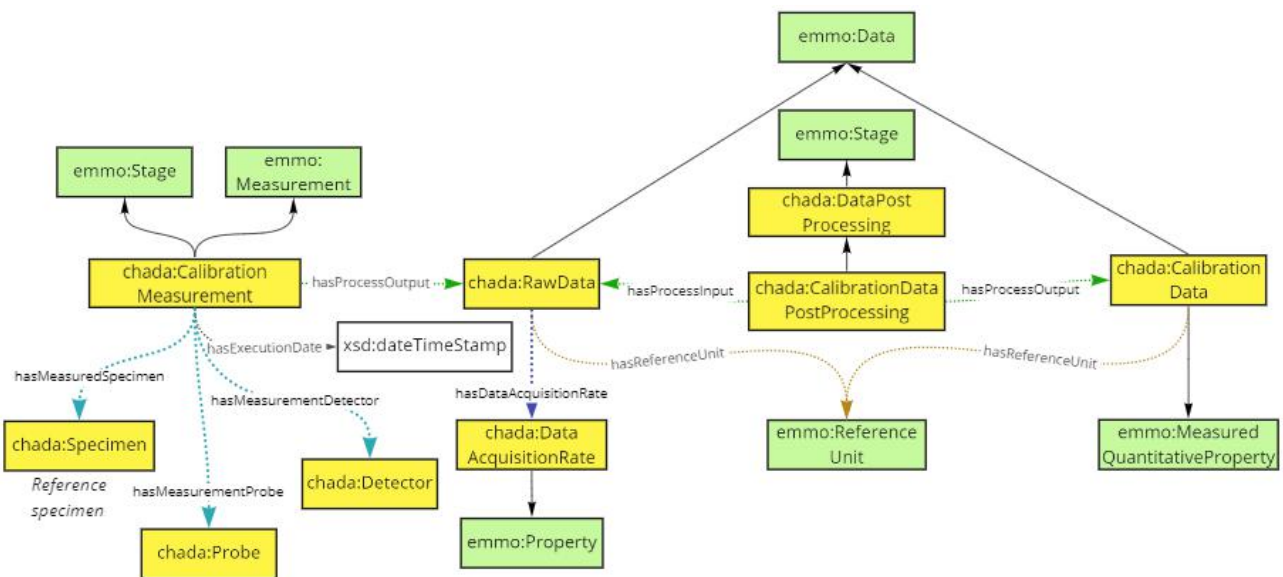 emmo:Data
emmo:Stage
emmo:Stage
emmo:
Measurement
chada:DataPost
Processing
chada:Calibration
Measurement
hasProcessOutput
chada:RawData
hasProcessInput
chada:CalibrationData
PostProcessing
hasProcessOutput
chada:Calibration
Data
hasExecutionDate
xsd:dateTimeStamp
hasReferenceUnit
hasReferenceUnit
hasMeasuredSpecimen
hasMeasurementDetector
hasDataAcquisitionRate
chada:Specimen
Reference
specimen
hasMeasurementProbe
chada:Detector
chada:Data
AcquisitionRate
emmo:Reference
Unit
emmo:Measured
QuantitativeProperty
chada:Probe
emmo:Property